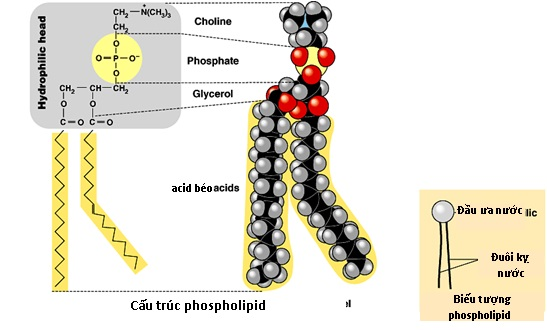 CH₂—N⁺(CH₃)₃
CH₂
Choline
O
O=P—O⁻
Phosphate
O
CH₂—CH—CH₂
Glycerol
O O
C=O C=O
Hydrophilic head
acid béo acids
Cấu trúc phospholipid
el
Đầu ưa nước lic
Đuôi kỵ
nước
Biểu tượng
phospholipid